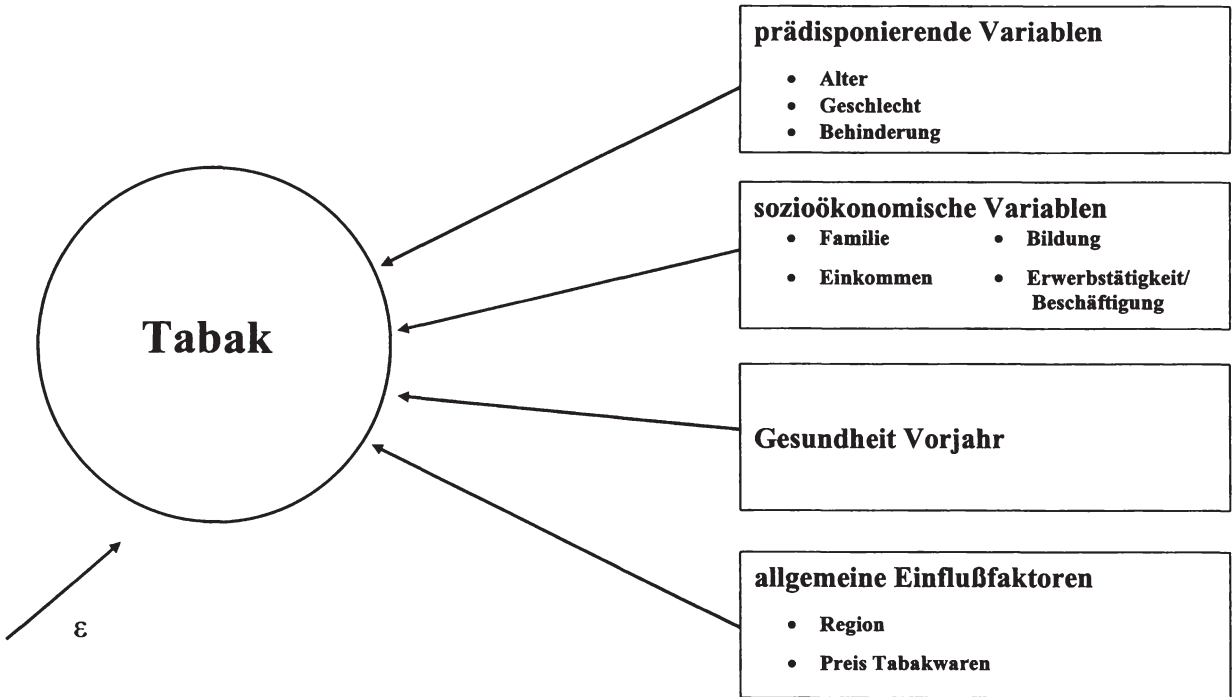 prädisponierende Variablen
• Alter
• Geschlecht
• Behinderung
sozioökonomische Variablen
• Familie • Bildung
• Einkommen • Erwerbstätigkeit/
Beschäftigung
Tabak
Gesundheit Vorjahr
allgemeine Einflußfaktoren
• Region
• Preis Tabakwaren
ε